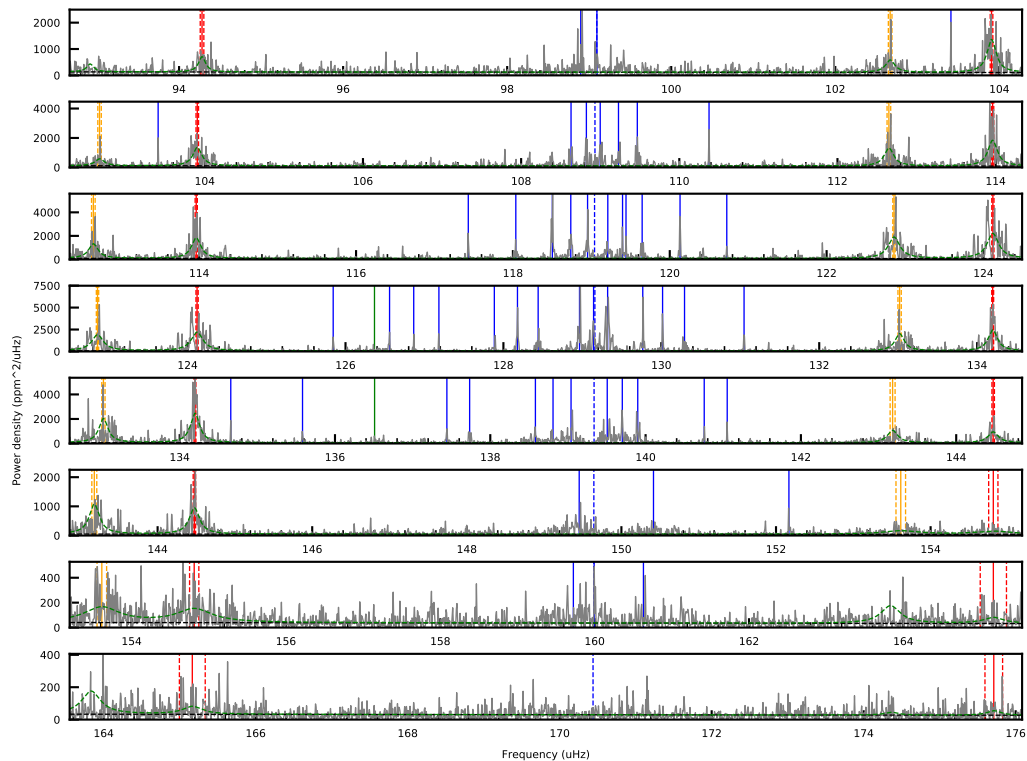 2000
1000
0
94 96 98 100 102 104
4000
2000
0
104 106 108 110 112 114
4000
2000
0
114 116 118 120 122 124
7500
5000
2500
0
124 126 128 130 132 134
4000
2000
0
134 136 138 140 142 144
2000
1000
0
144 146 148 150 152 154
400
200
0
154 156 158 160 162 164
400
200
0
164 166 168 170 172 174 176
Power density (ppm^2/uHz)
Frequency (uHz)